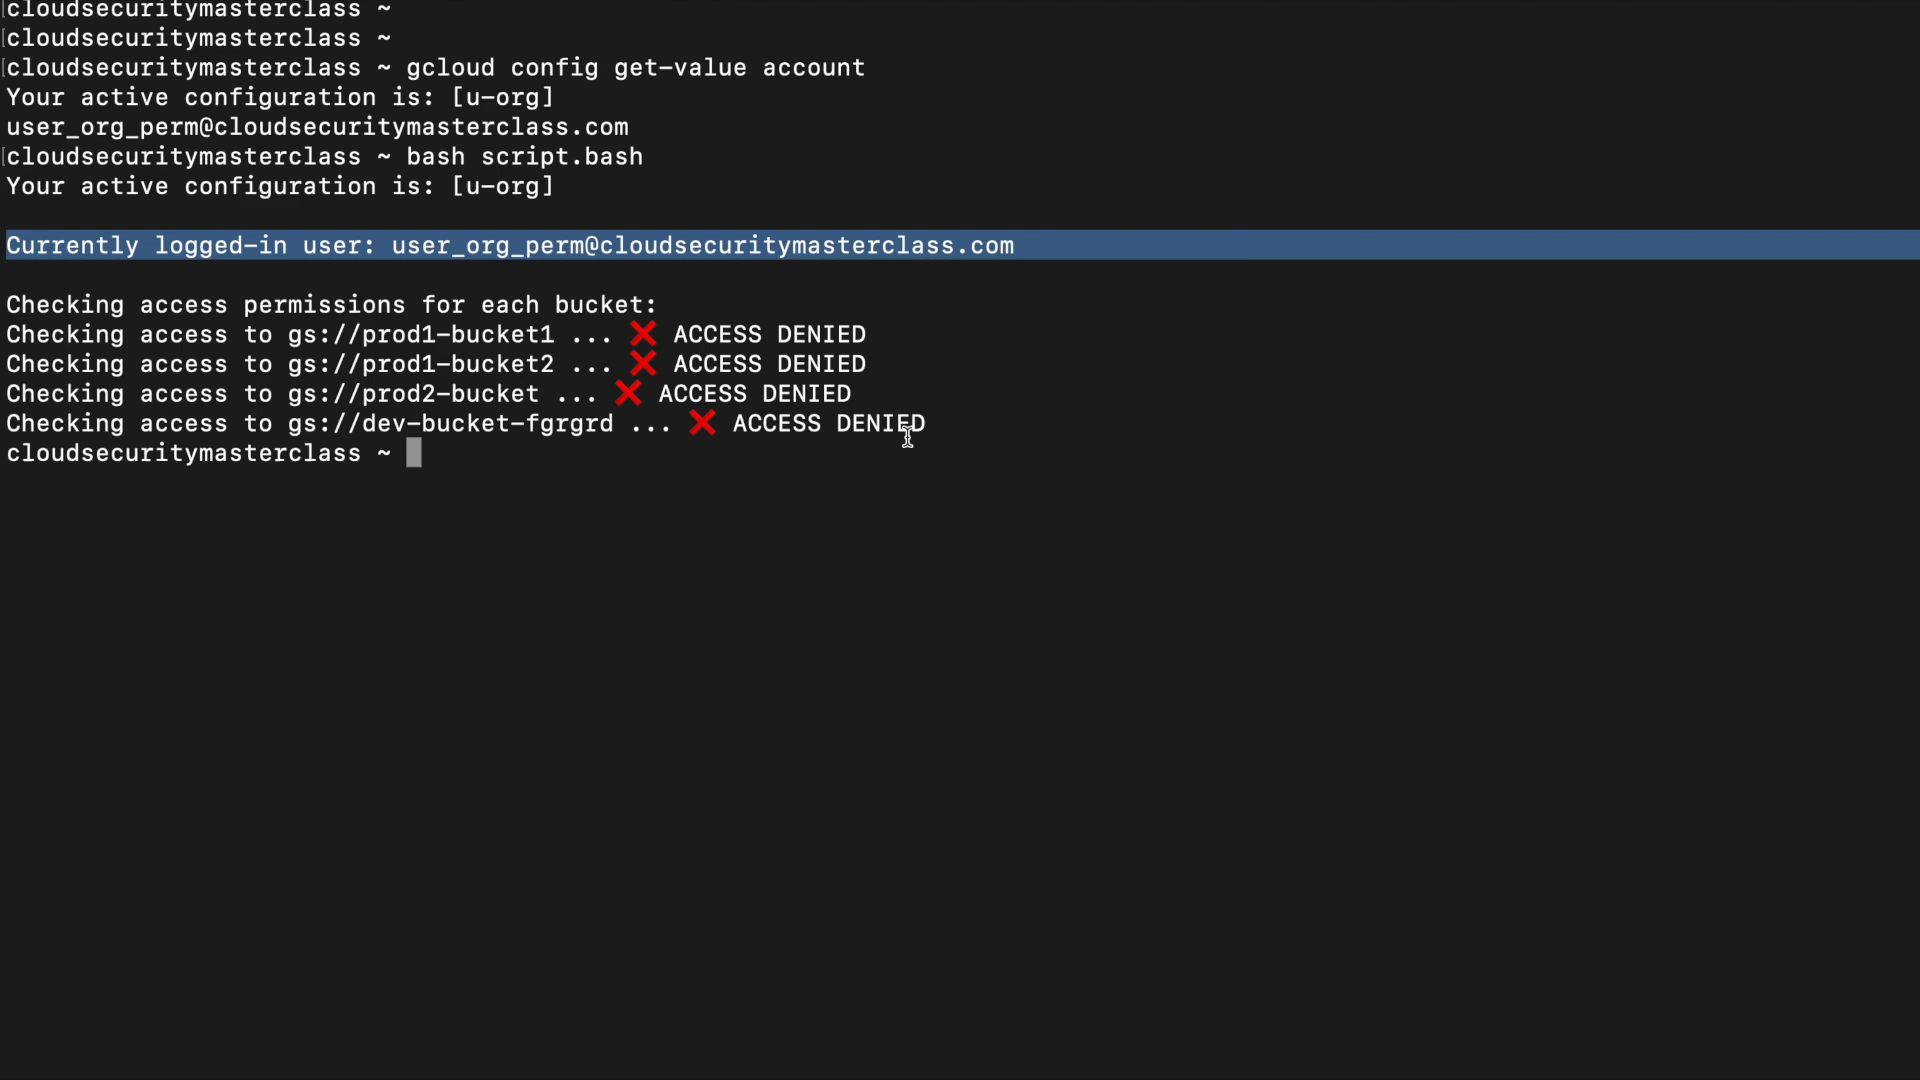 cloudsecuritymasterclass ~
[cloudsecuritymasterclass ~
[cloudsecuritymasterclass ~ gcloud config get-value account
Your active configuration is: [u-org]
user_org_perm@cloudsecuritymasterclass.com
[cloudsecuritymasterclass ~ bash script.bash
Your active configuration is: [u-org]
Currently logged-in user: user_org_perm@cloudsecuritymasterclass.com
Checking access permissions for each bucket:
Checking access to gs://prod1-bucket1 ... ❌ ACCESS DENIED
Checking access to gs://prod1-bucket2 ... ❌ ACCESS DENIED
Checking access to gs://prod2-bucket ... ❌ ACCESS DENIED
Checking access to gs://dev-bucket-fgrgrd ... ❌ ACCESS DENIED
cloudsecuritymasterclass ~